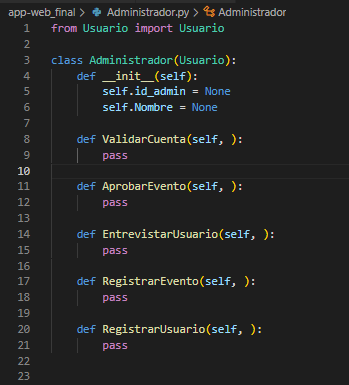 app-web_final > Administrador.py > Administrador
1 from Usuario import Usuario
2
3 class Administrador(Usuario):
4     def __init__(self):
5         self.id_admin = None
6         self.Nombre = None
7
8     def ValidarCuenta(self, ):
9         pass
10
11     def AprobarEvento(self, ):
12         pass
13
14     def EntrevistarUsuario(self, ):
15         pass
16
17     def RegistrarEvento(self, ):
18         pass
19
20     def RegistrarUsuario(self, ):
21         pass
22
23